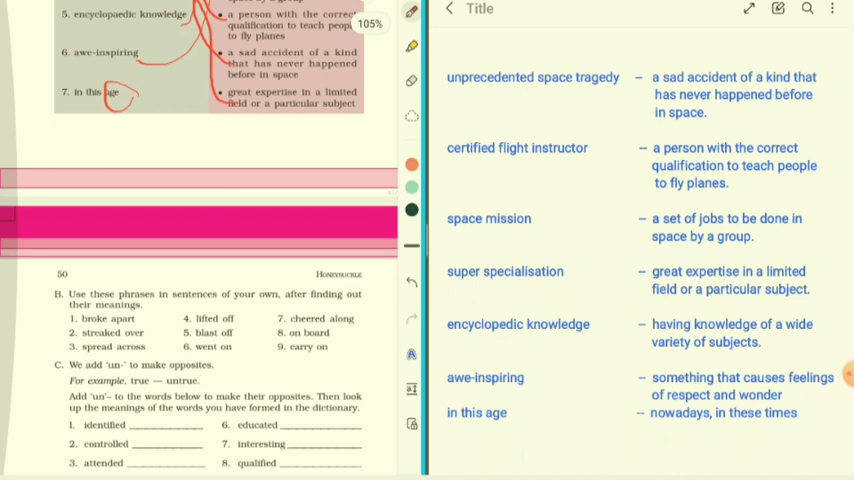 5. encyclopaedic knowledge
• a person with the correct
qualification to teach people
to fly planes
105%
6. awe-inspiring
• a sad accident of a kind
that has never happened
before in space
7. in this age
• great expertise in a limited
field or a particular subject
50
HONEYSUCKLE
B. Use these phrases in sentences of your own, after finding out
their meanings.
1. broke apart 4. lifted off 7. cheered along
2. streaked over 5. blast off 8. on board
3. spread across 6. went on 9. carry on
C. We add 'un-' to make opposites.
For example, true — untrue.
Add 'un'- to the words below to make their opposites. Then look
up the meanings of the words you have formed in the dictionary.
1. identified ____________ 6. educated ____________
2. controlled ____________ 7. interesting ____________
3. attended ____________ 8. qualified ____________
Title
unprecedented space tragedy – a sad accident of a kind that
has never happened before
in space.
certified flight instructor -- a person with the correct
qualification to teach people
to fly planes.
space mission – a set of jobs to be done in
space by a group.
super specialisation – great expertise in a limited
field or a particular subject.
encyclopedic knowledge – having knowledge of a wide
variety of subjects.
awe-inspiring – something that causes feelings
of respect and wonder
in this age -- nowadays, in these times